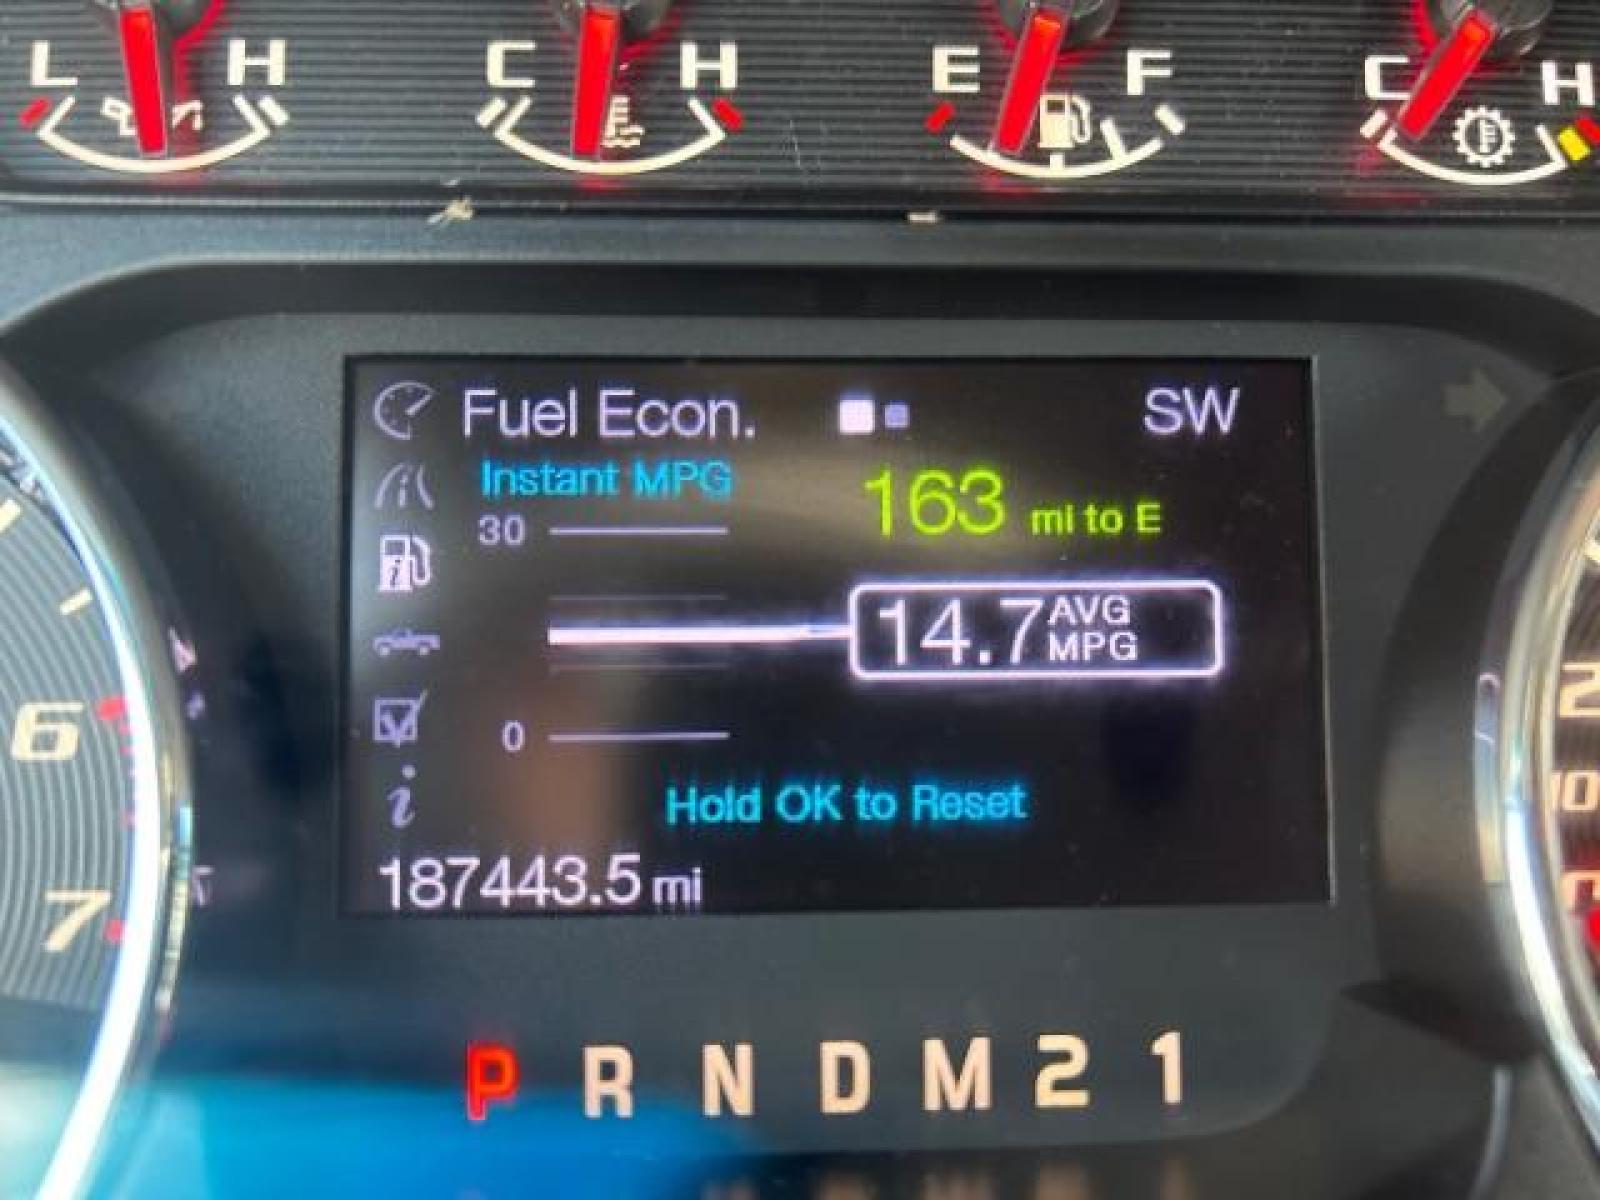 L H C H E F C H
Fuel Econ. SW
Instant MPG
163 mi to E
30
14.7 AVG MPG
0
Hold OK to Reset
187443.5 mi
6
7
P R N D M 2 1